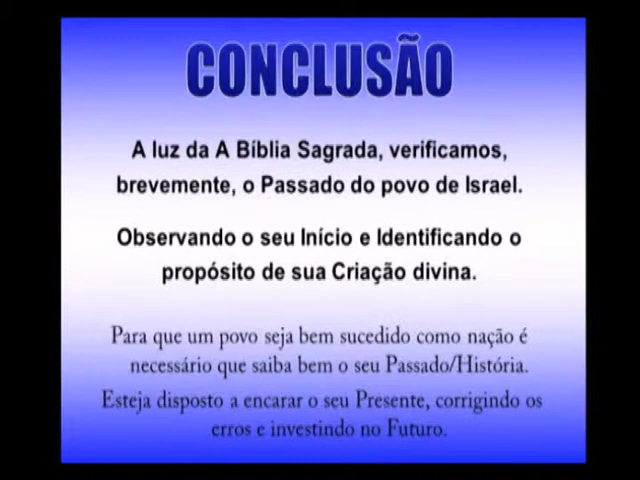 CONCLUSÃO
A luz da A Bíblia Sagrada, verificamos,
brevemente, o Passado do povo de Israel.
Observando o seu Início e Identificando o
propósito de sua Criação divina.
Para que um povo seja bem sucedido como nação é
necessário que saiba bem o seu Passado/História.
Esteja disposto a encarar o seu Presente, corrigindo os
erros e investindo no Futuro.